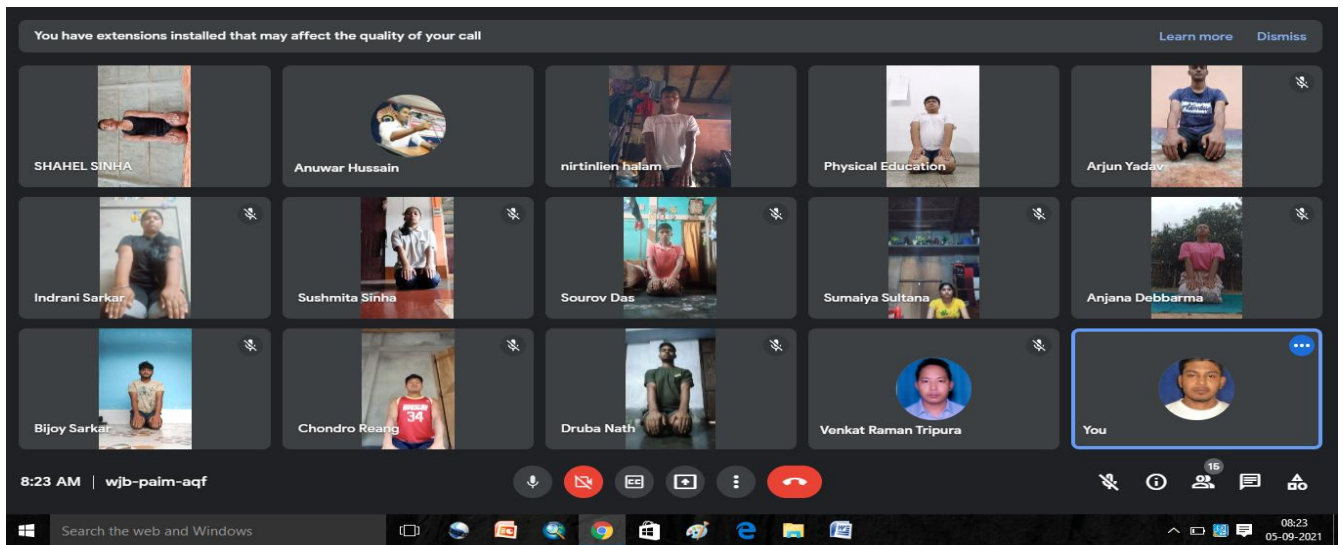 You have extensions installed that may affect the quality of your call
Learn more Dismiss
SHAHEL SINHA
Anuwar Hussain
nirtinlien halam
Physical Education
Arjun Yadav
Indrani Sarkar
Sushmita Sinha
Sourov Das
Sumaiya Sultana
Anjana Debbarma
Bijoy Sarkar
Chondro Reang
34
Druba Nath
Venkat Raman Tripura
You
8:23 AM | wjb-paim-aqf
CC
15
Search the web and Windows
08:23
05-09-2021